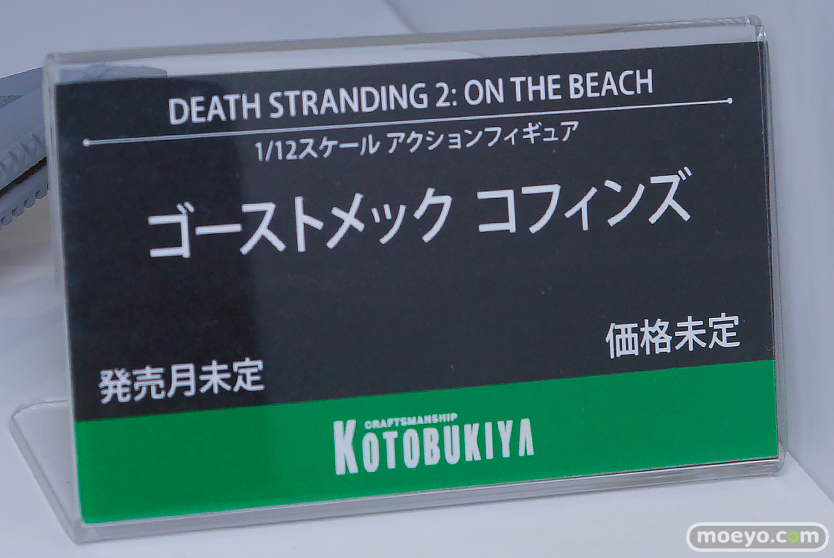 DEATH STRANDING 2: ON THE BEACH
1/12スケール アクションフィギュア
ゴーストメック コフィンズ
価格未定
発売月未定
CRAFTSMANSHIP
KOTOBUKIYA
moeyo.com